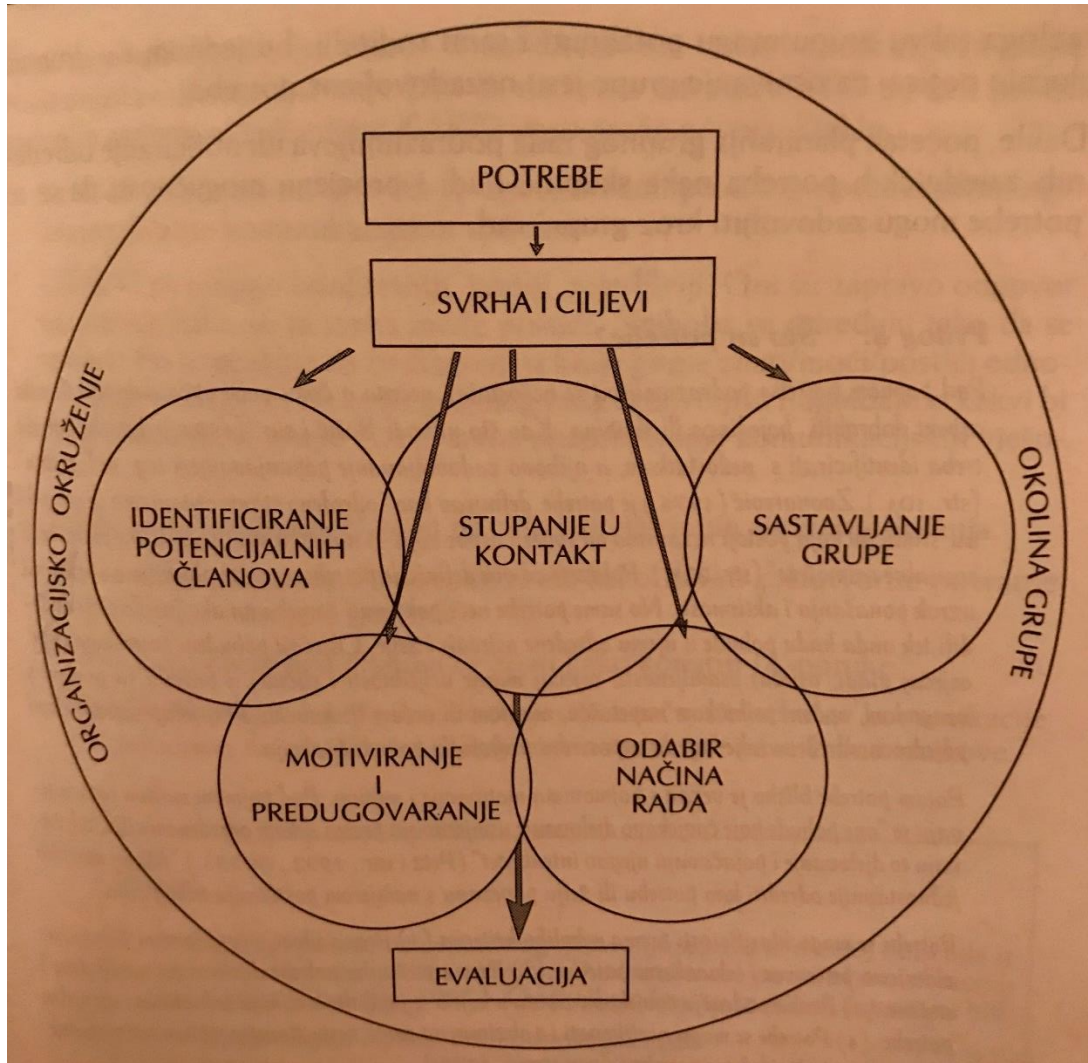 POTREBE
SVRHA I CILJEVI
ORGANIZACIJSKO OKRUŽENJE
OKOLINA GRUPE
IDENTIFICIRANJE
POTENCIJALNIH
ČLANOVA
STUPANJE U
KONTAKT
SASTAVLJANJE
GRUPE
MOTIVIRANJE
I
PREDUGOVARANJE
ODABIR
NAČINA
RADA
EVALUACIJA